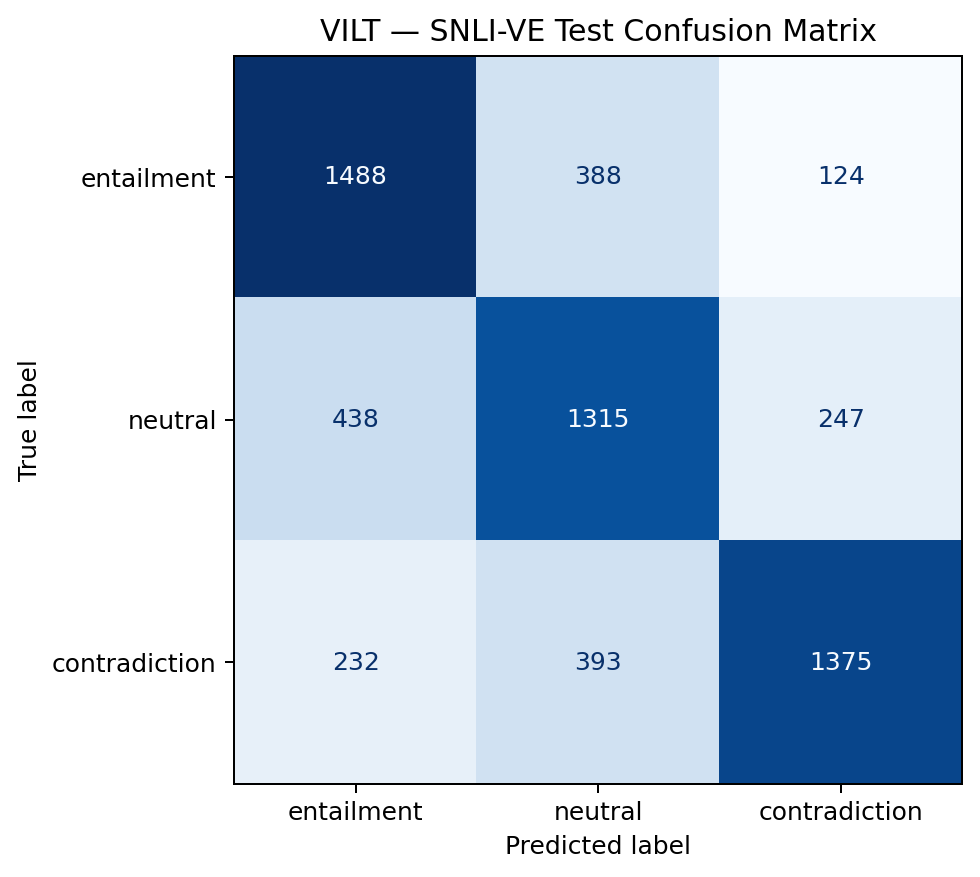 VILT — SNLI-VE Test Confusion Matrix
entailment 1488 388 124
neutral 438 1315 247
contradiction 232 393 1375
True label
entailment neutral contradiction
Predicted label